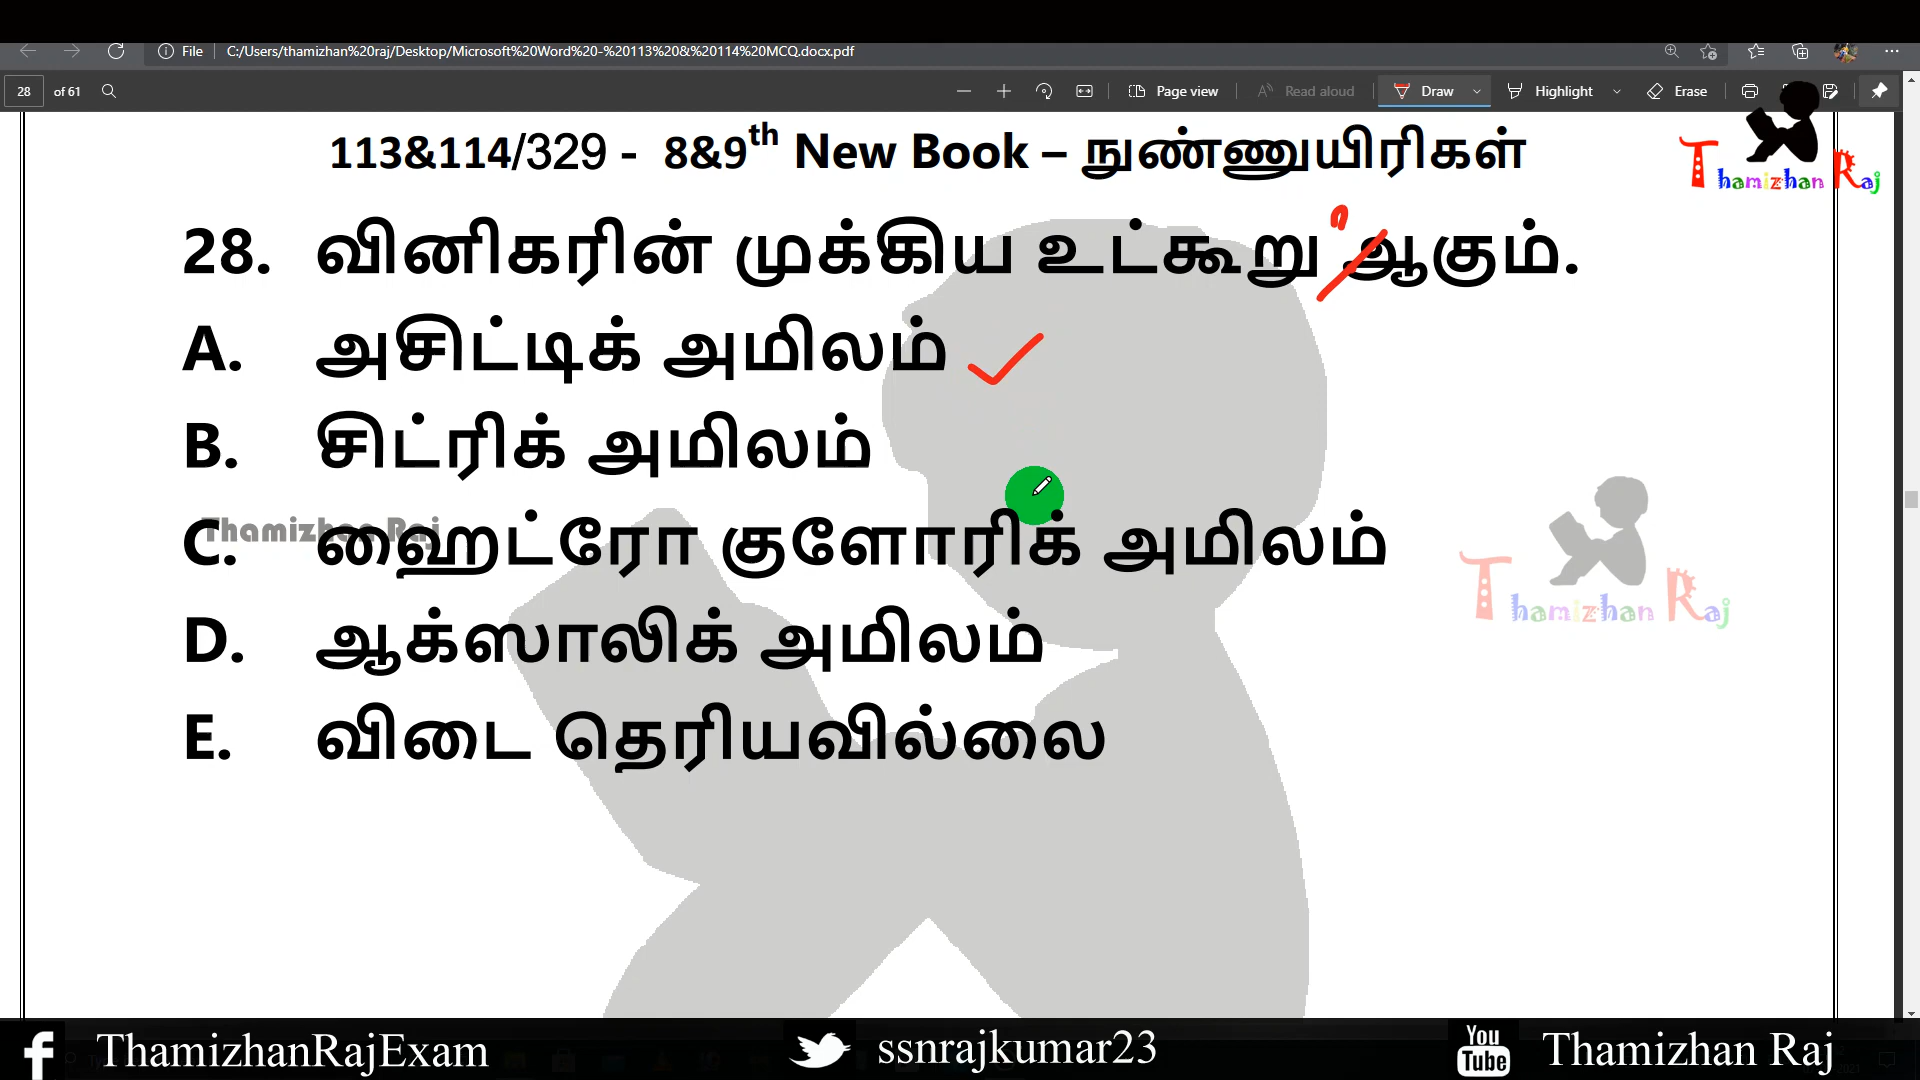 File C:/Users/thamizhan%20raj/Desktop/Microsoft%20Word%20-%20113%20&%20114%20MCQ.docx.pdf
28 of 61 Page view Read aloud Draw Highlight Erase
113&114/329 - 8&9th New Book – நுண்ணுயிரிகள்
Thamizhan Raj
28. வினிகரின் முக்கிய உட்கூறு ஆகும்.
A. அசிட்டிக் அமிலம்
B. சிட்ரிக் அமிலம்
Thamizhan Raj
C. ஹைட்ரோ குளோரிக் அமிலம்
Thamizhan Raj
D. ஆக்ஸாலிக் அமிலம்
E. விடை தெரியவில்லை
ThamizhanRajExam ssnrajkumar23 You Tube Thamizhan Raj